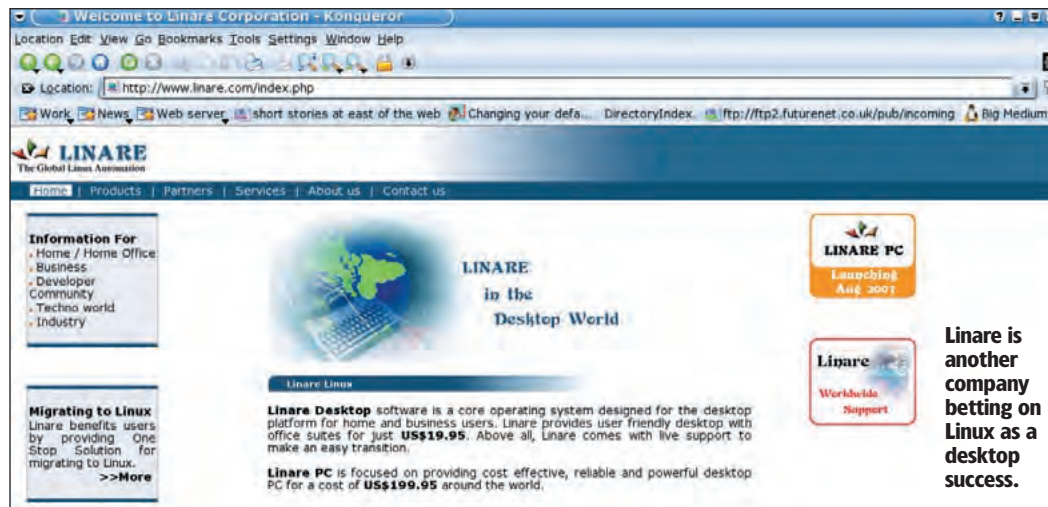 Welcome to Linare Corporation - Konqueror
Location Edit View Go Bookmarks Tools Settings Window Help
Location: http://www.linare.com/index.php
Work News Web server short stories at east of the web Changing your defa... DirectoryIndex. ftp://ftp2.futurenet.co.uk/pub/incoming Big Medium
LINARE
The Global Linux Automation
Home | Products | Partners | Services | About us | Contact us
Information For
Home / Home Office
Business
Developer
Community
Techno world
Industry
Migrating to Linux
Linare benefits users
by providing One
Stop Solution for
migrating to Linux.
>>More
LINARE
in the
Desktop World
Linare Linux
Linare Desktop software is a core operating system designed for the desktop
platform for home and business users. Linare provides user friendly desktop with
office suites for just US$19.95. Above all, Linare comes with live support to
make an easy transition.
Linare PC is focused on providing cost effective, reliable and powerful desktop
PC for a cost of US$199.95 around the world.
LINARE PC
Launching
Aug 2003
Linare
Worldwide
Support
Linare is
another
company
betting on
Linux as a
desktop
success.